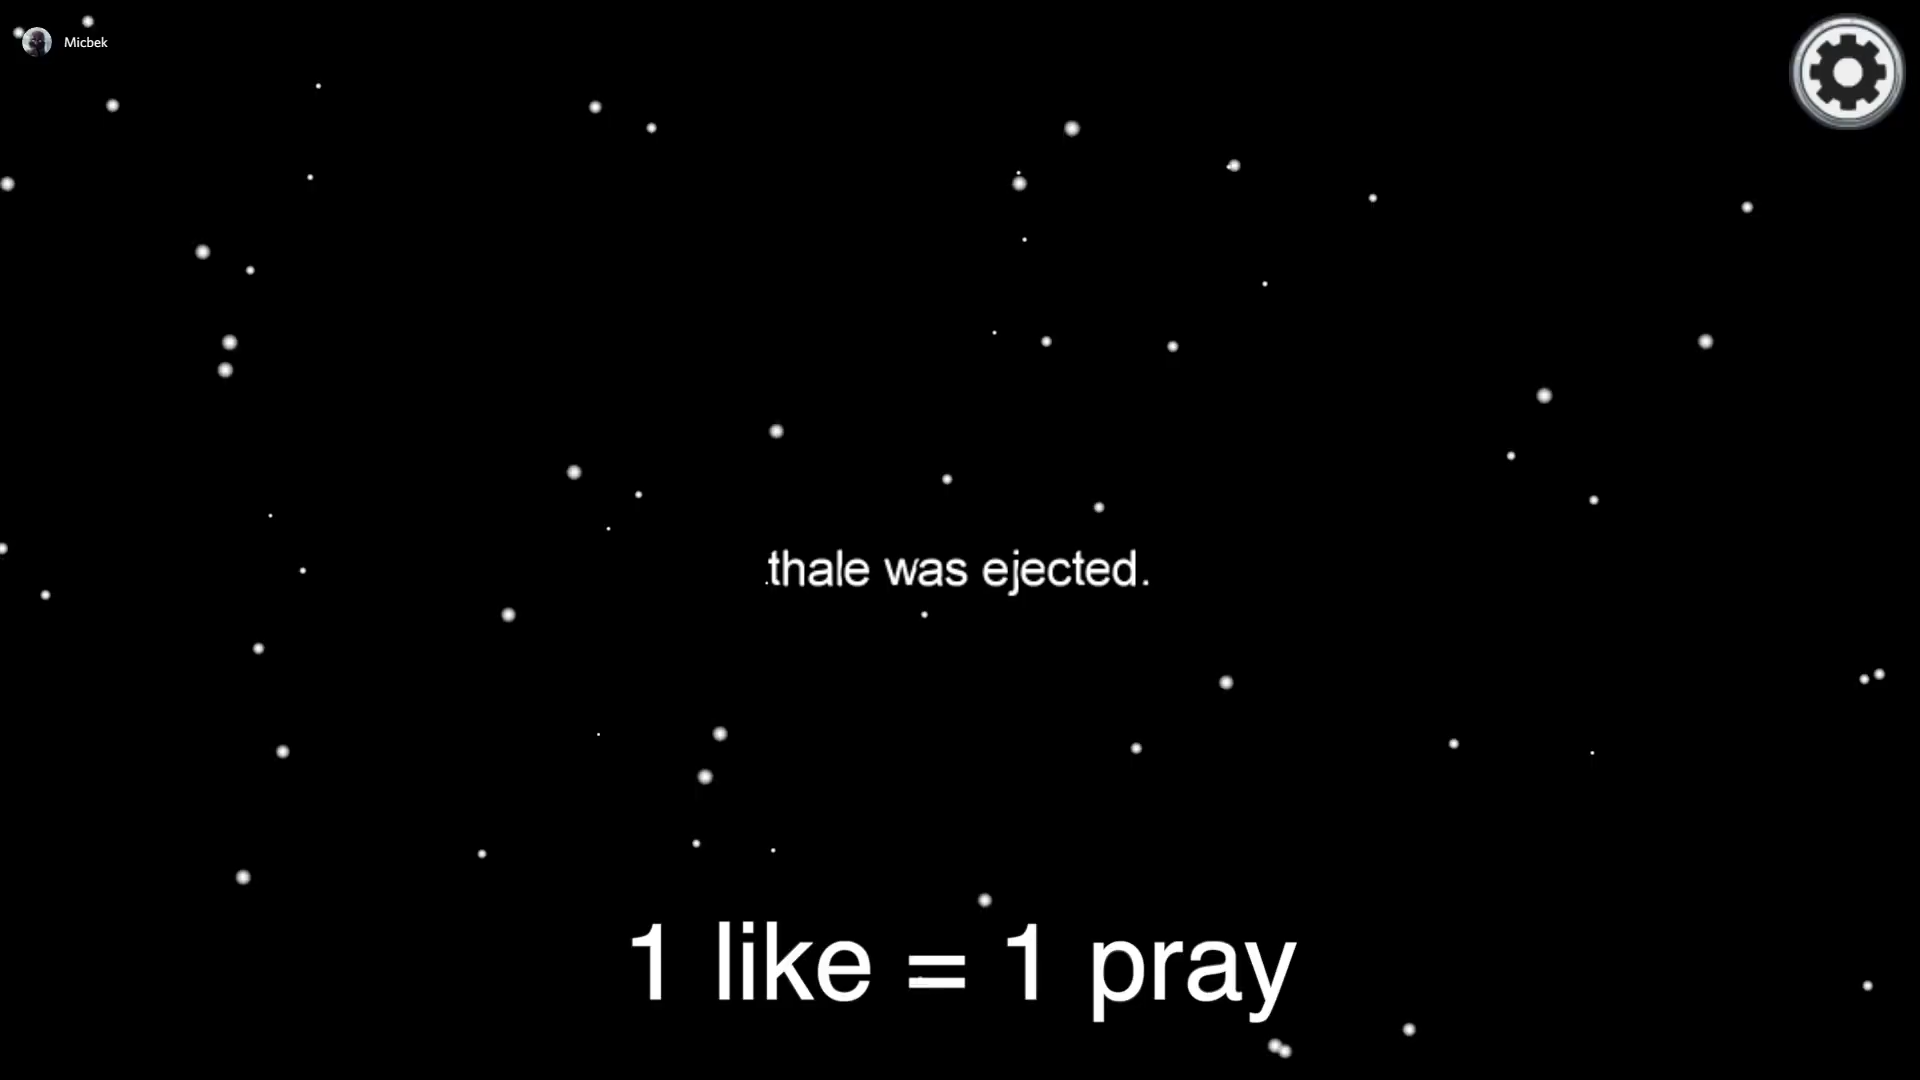 Micbek
thale was ejected.
1 like = 1 pray